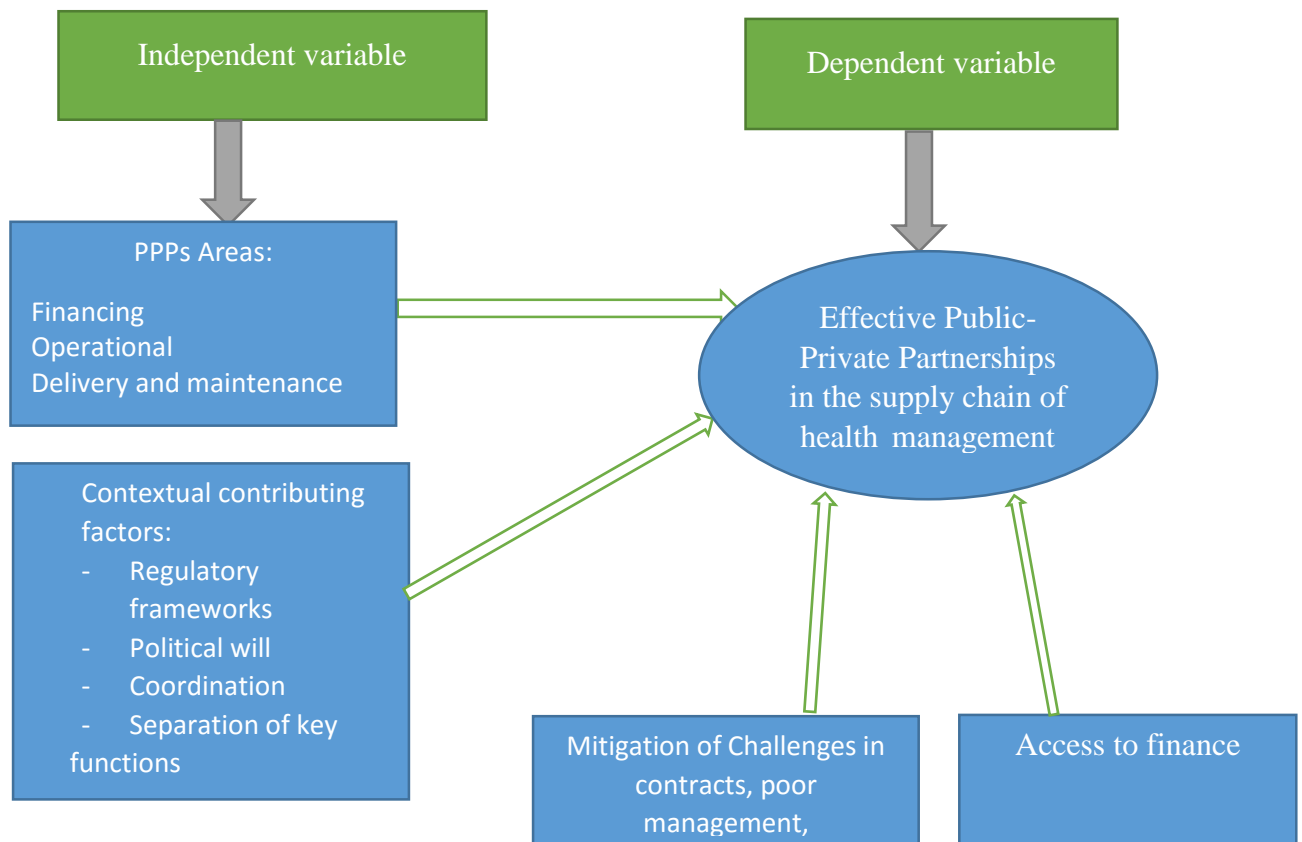 Independent variable
Dependent variable
PPPs Areas:
Financing
Operational
Delivery and maintenance
Effective Public-
Private Partnerships
in the supply chain of
health management
Contextual contributing
factors:
- Regulatory
frameworks
- Political will
- Coordination
- Separation of key
functions
Mitigation of Challenges in
contracts, poor
management,
Access to finance